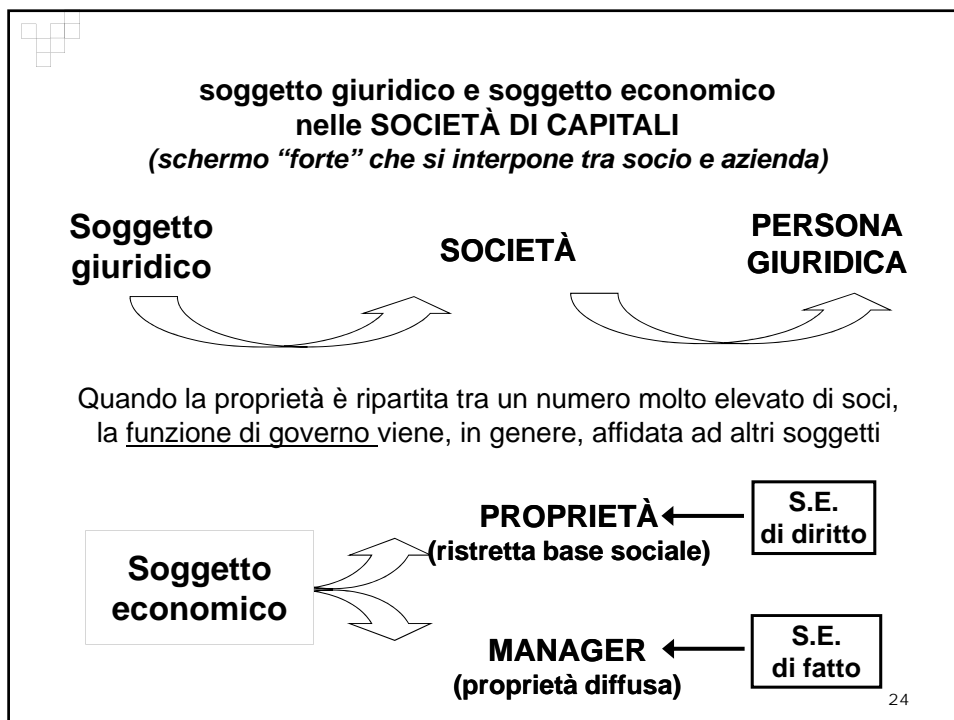 soggetto giuridico e soggetto economico
nelle SOCIETÀ DI CAPITALI
(schermo “forte” che si interpone tra socio e azienda)
Soggetto
giuridico
SOCIETÀ
PERSONA
GIURIDICA
Quando la proprietà è ripartita tra un numero molto elevato di soci,
la funzione di governo viene, in genere, affidata ad altri soggetti
Soggetto
economico
PROPRIETÀ
(ristretta base sociale)
S.E.
di diritto
MANAGER
(proprietà diffusa)
S.E.
di fatto
24